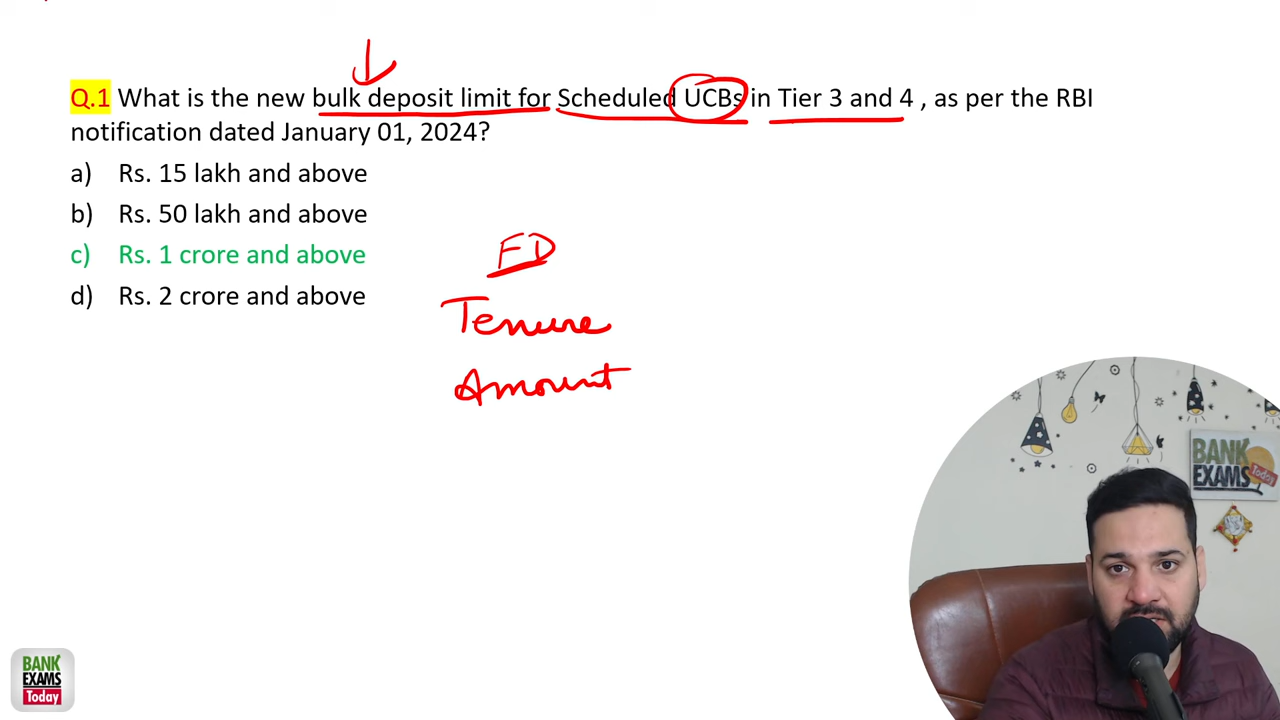 Q.1 What is the new bulk deposit limit for Scheduled UCBs in Tier 3 and 4 , as per the RBI
notification dated January 01, 2024?
a) Rs. 15 lakh and above
b) Rs. 50 lakh and above
c) Rs. 1 crore and above
d) Rs. 2 crore and above
FD
Tenure
Amount
BANK
EXAMS
Today
BANK
EXAMS
Today